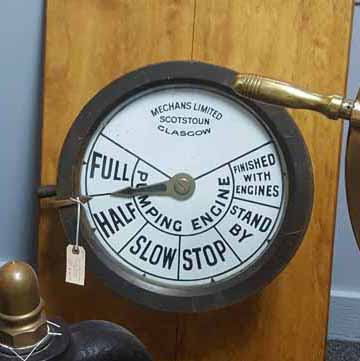 MECHANS LIMITED
SCOTSTOUN
GLASGOW
FULL
HALF
SLOW
STOP
STAND
BY
FINISHED
WITH
ENGINES
PUMPING ENGINE